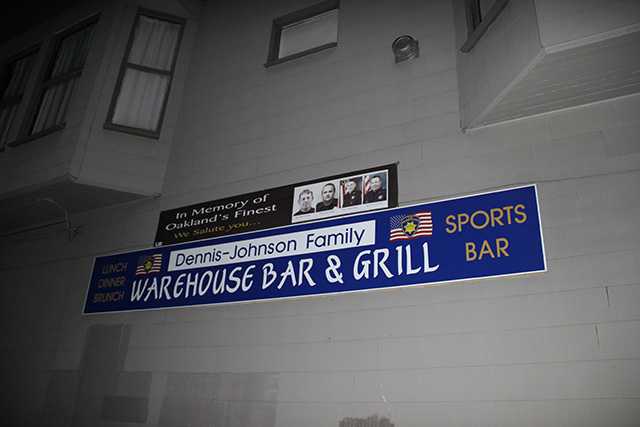 In Memory of
Oakland's Finest
We Salute you...
Dennis-Johnson Family
LUNCH
DINNER
BRUNCH
WAREHOUSE BAR & GRILL
SPORTS
BAR